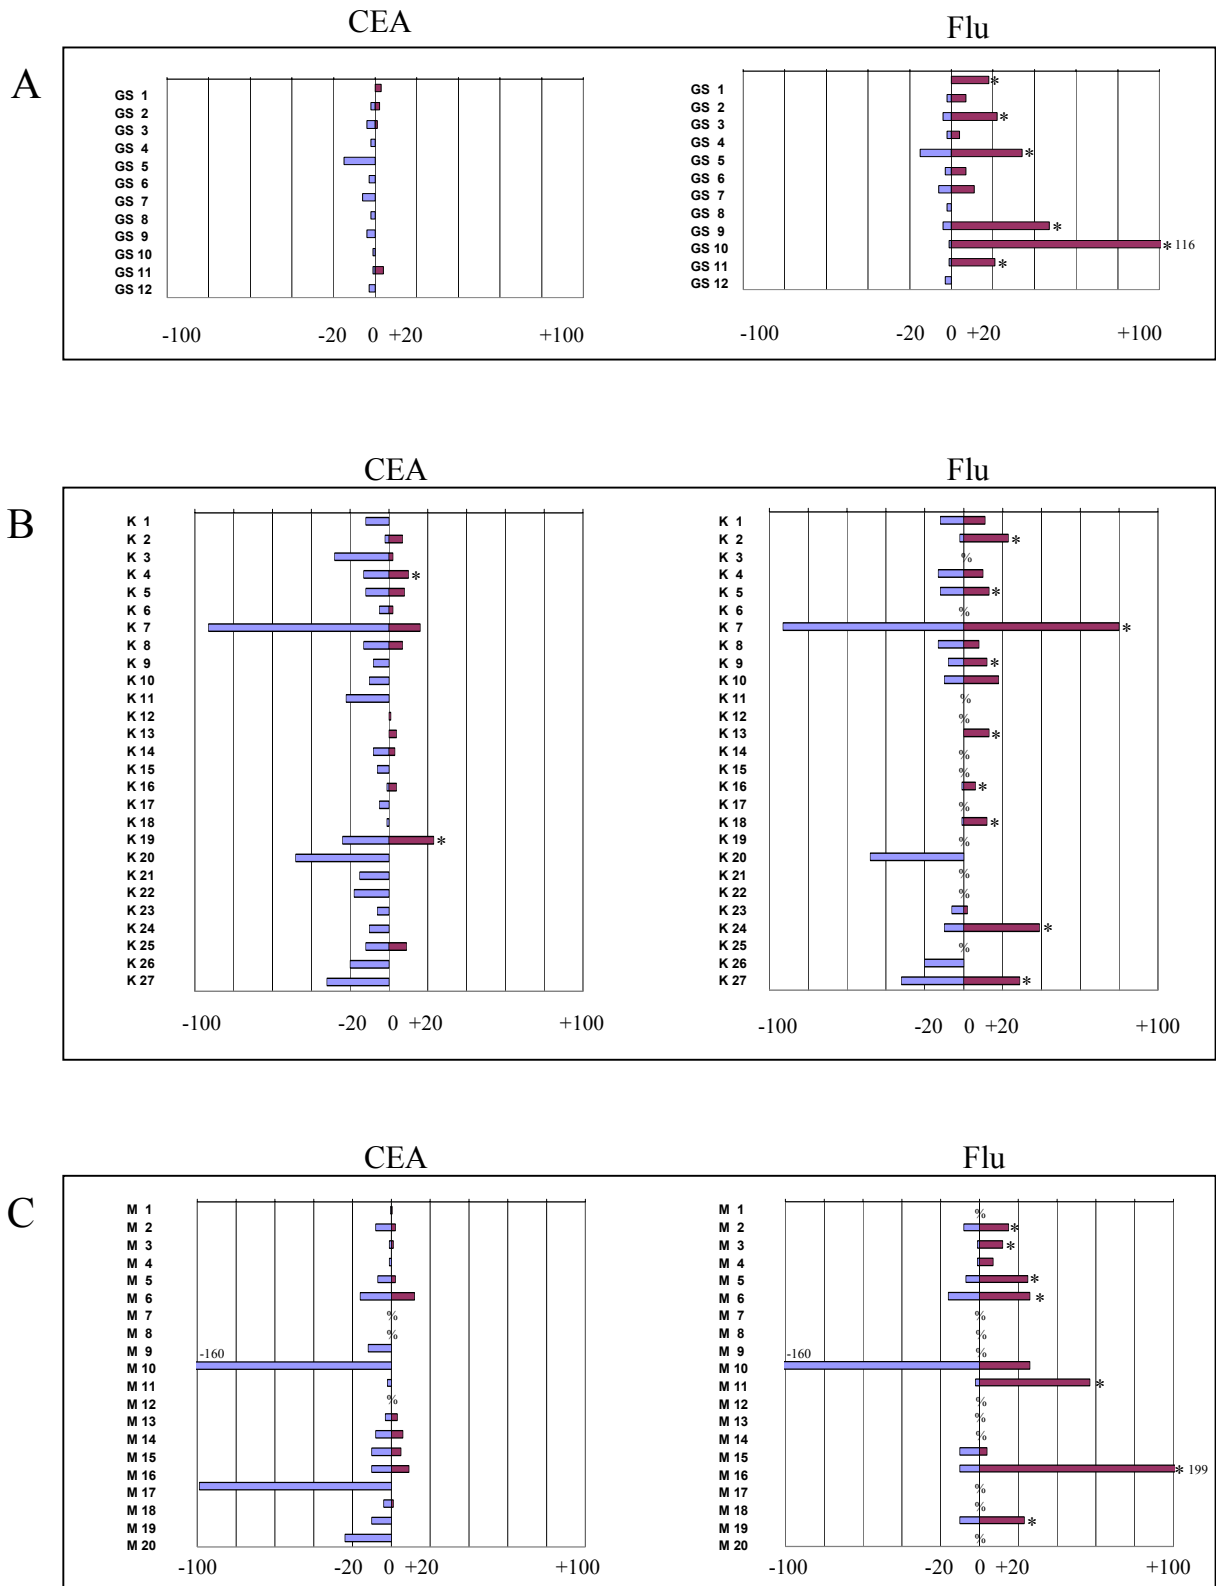 CEA
Flu
A
GS 1
GS 2
GS 3
GS 4
GS 5
GS 6
GS 7
GS 8
GS 9
GS 10
GS 11
GS 12
-100 -20 0 +20 +100
GS 1 *
GS 2
GS 3 *
GS 4
GS 5 *
GS 6
GS 7
GS 8
GS 9 *
GS 10 * 116
GS 11 *
GS 12
-100 -20 0 +20 +100
CEA
Flu
B
K 1
K 2
K 3
K 4 *
K 5
K 6
K 7
K 8
K 9
K 10
K 11
K 12
K 13
K 14
K 15
K 16
K 17
K 18
K 19 *
K 20
K 21
K 22
K 23
K 24
K 25
K 26
K 27
-100 -20 0 +20 +100
K 1
K 2 *
K 3 %
K 4
K 5 *
K 6 %
K 7 *
K 8
K 9 *
K 10
K 11 %
K 12 %
K 13 *
K 14 %
K 15 %
K 16 *
K 17 %
K 18 *
K 19 %
K 20
K 21 %
K 22 %
K 23
K 24 *
K 25 %
K 26
K 27 *
-100 -20 0 +20 +100
CEA
Flu
C
M 1
M 2
M 3
M 4
M 5
M 6
M 7 %
M 8 %
M 9
M 10 -160
M 11
M 12 %
M 13
M 14
M 15
M 16
M 17
M 18
M 19
M 20
-100 -20 0 +20 +100
M 1 %
M 2 *
M 3 *
M 4
M 5 *
M 6 *
M 7 %
M 8 %
M 9 %
M 10 -160
M 11 *
M 12 %
M 13 %
M 14 %
M 15
M 16 * 199
M 17 %
M 18 %
M 19 *
M 20 %
-100 -20 0 +20 +100